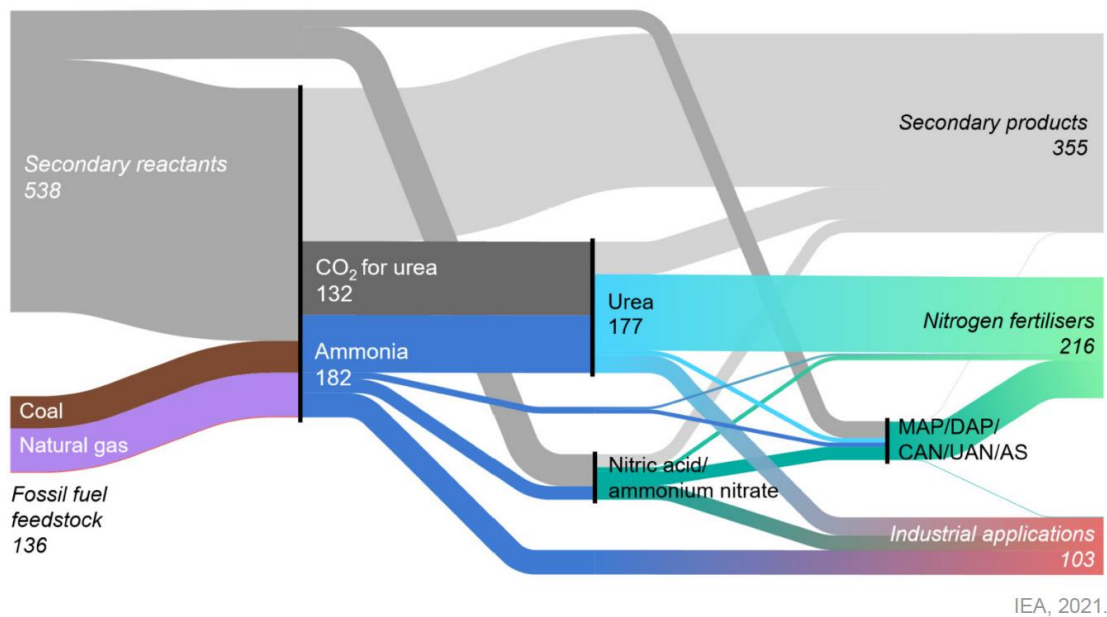 Secondary reactants
538
Coal
Natural gas
Fossil fuel
feedstock
136
CO₂ for urea
132
Ammonia
182
Urea
177
Nitric acid/
ammonium nitrate
MAP/DAP/
CAN/UAN/AS
Secondary products
355
Nitrogen fertilisers
216
Industrial applications
103
IEA, 2021.